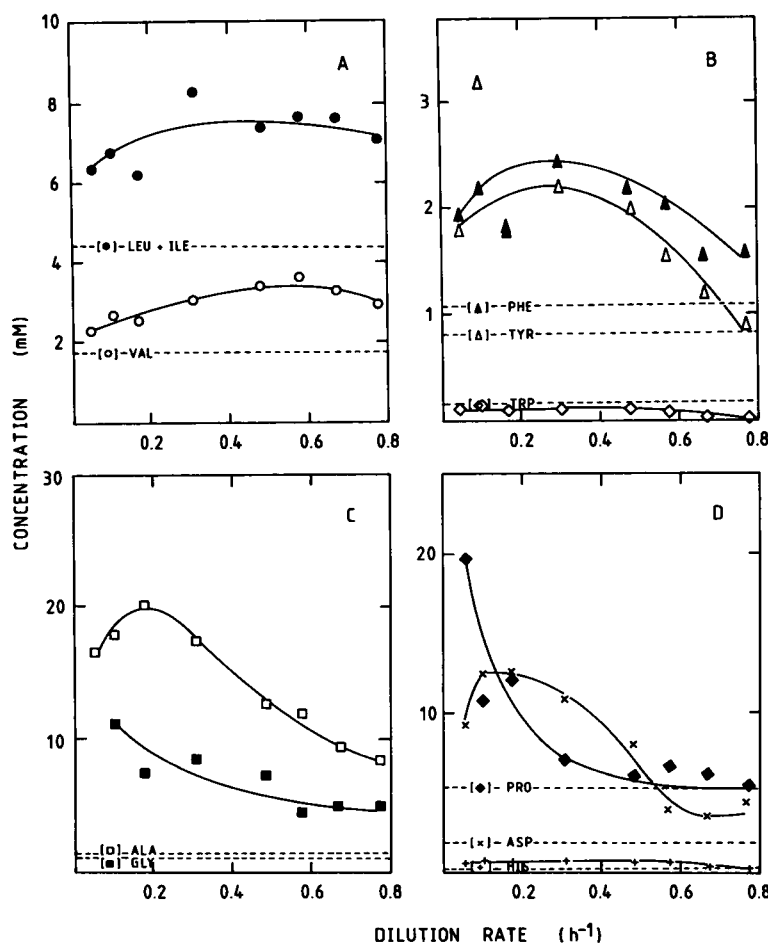 10
8
6
4
2
A
[●]-LEU + ILE
[○]-VAL
0.2 0.4 0.6 0.8
3
2
1
B
[▲]-PHE
[△]-TYR
[◇]-TRP
0.2 0.4 0.6 0.8
CONCENTRATION (mM)
30
20
10
C
[□]-ALA
[■]-GLY
0.2 0.4 0.6 0.8
20
10
D
[◆]-PRO
[×]-ASP
[+]-HIS
0.2 0.4 0.6 0.8
DILUTION RATE (h⁻¹)